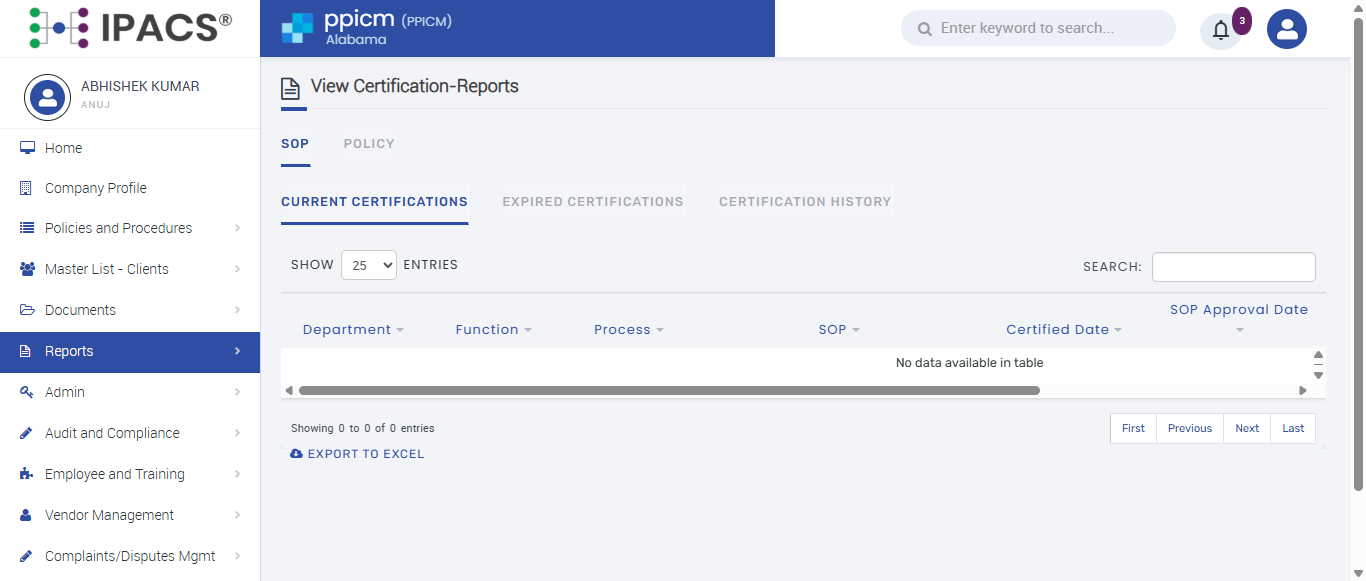 IPACS®
ppicm (PPICM)
Alabama
Enter keyword to search...
3
ABHISHEK KUMAR
ANUJ
Home
Company Profile
Policies and Procedures
Master List - Clients
Documents
Reports
Admin
Audit and Compliance
Employee and Training
Vendor Management
Complaints/Disputes Mgmt
View Certification-Reports
SOP POLICY
CURRENT CERTIFICATIONS EXPIRED CERTIFICATIONS CERTIFICATION HISTORY
SHOW 25 ENTRIES SEARCH:
Department Function Process SOP Certified Date SOP Approval Date
No data available in table
Showing 0 to 0 of 0 entries First Previous Next Last
EXPORT TO EXCEL